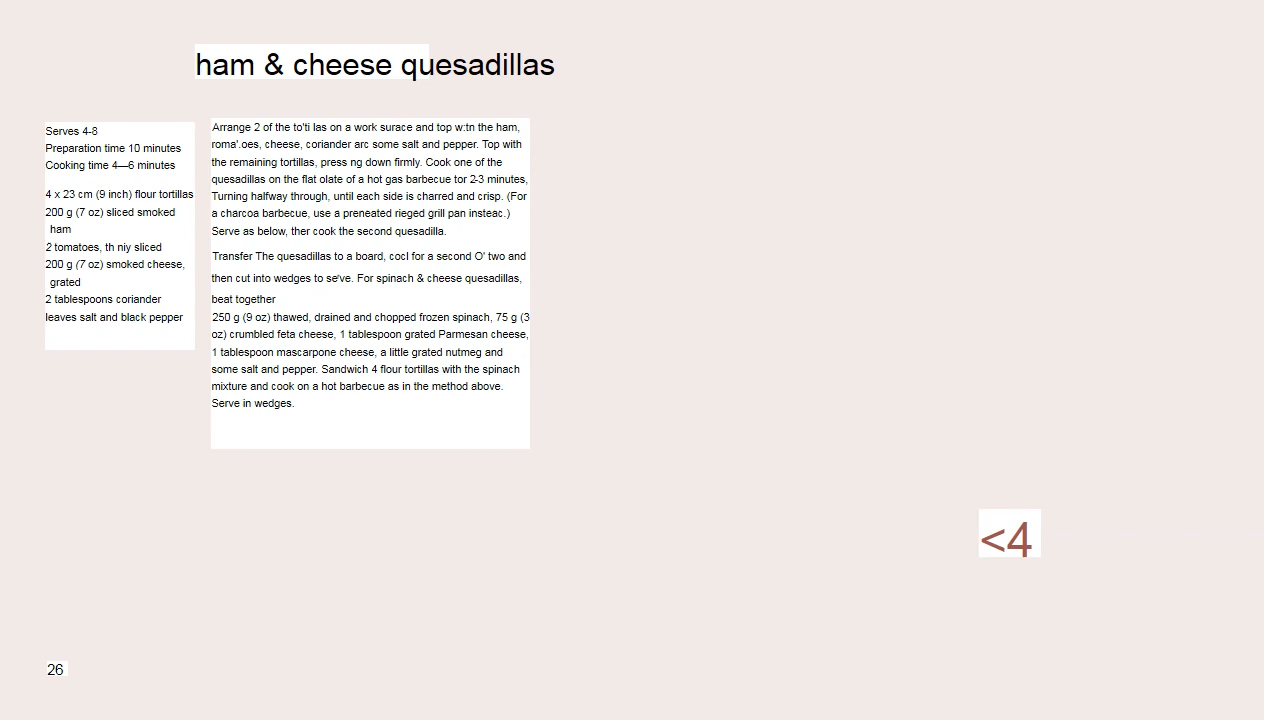 ham & cheese quesadillas
Serves 4-8
Preparation time 10 minutes
Cooking time 4—6 minutes
4 x 23 cm (9 inch) flour tortillas
200 g (7 oz) sliced smoked
ham
2 tomatoes, th niy sliced
200 g (7 oz) smoked cheese,
grated
2 tablespoons coriander
leaves salt and black pepper
Arrange 2 of the to'ti las on a work surace and top w:tn the ham,
roma'.oes, cheese, coriander arc some salt and pepper. Top with
the remaining tortillas, press ng down firmly. Cook one of the
quesadillas on the flat olate of a hot gas barbecue tor 2-3 minutes,
Turning halfway through, until each side is charred and crisp. (For
a charcoa barbecue, use a preneated rieged grill pan insteac.)
Serve as below, ther cook the second quesadilla.
Transfer The quesadillas to a board, cocl for a second O' two and
then cut into wedges to se've. For spinach & cheese quesadillas,
beat together
250 g (9 oz) thawed, drained and chopped frozen spinach, 75 g (3
oz) crumbled feta cheese, 1 tablespoon grated Parmesan cheese,
1 tablespoon mascarpone cheese, a little grated nutmeg and
some salt and pepper. Sandwich 4 flour tortillas with the spinach
mixture and cook on a hot barbecue as in the method above.
Serve in wedges.
<4
26